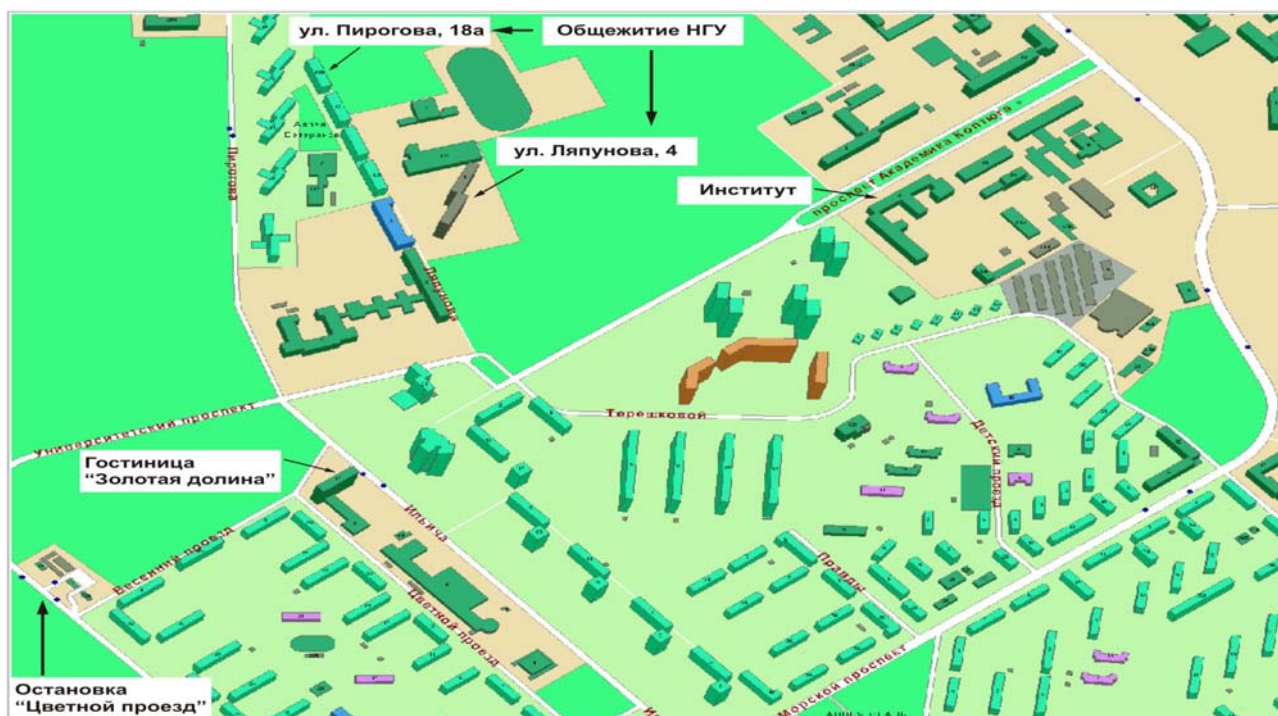 ул. Пирогова, 18а
Общежитие НГУ
ул. Ляпунова, 4
Институт
проспект Академика Коптюга
Пирогова
Ляпунова
Университетский проспект
Терешковой
Детский проезд
Гостиница
“Золотая долина”
Ильича
Весенний проезд
Цветной проезд
Правды
Морской проспект
Остановка
“Цветной проезд”